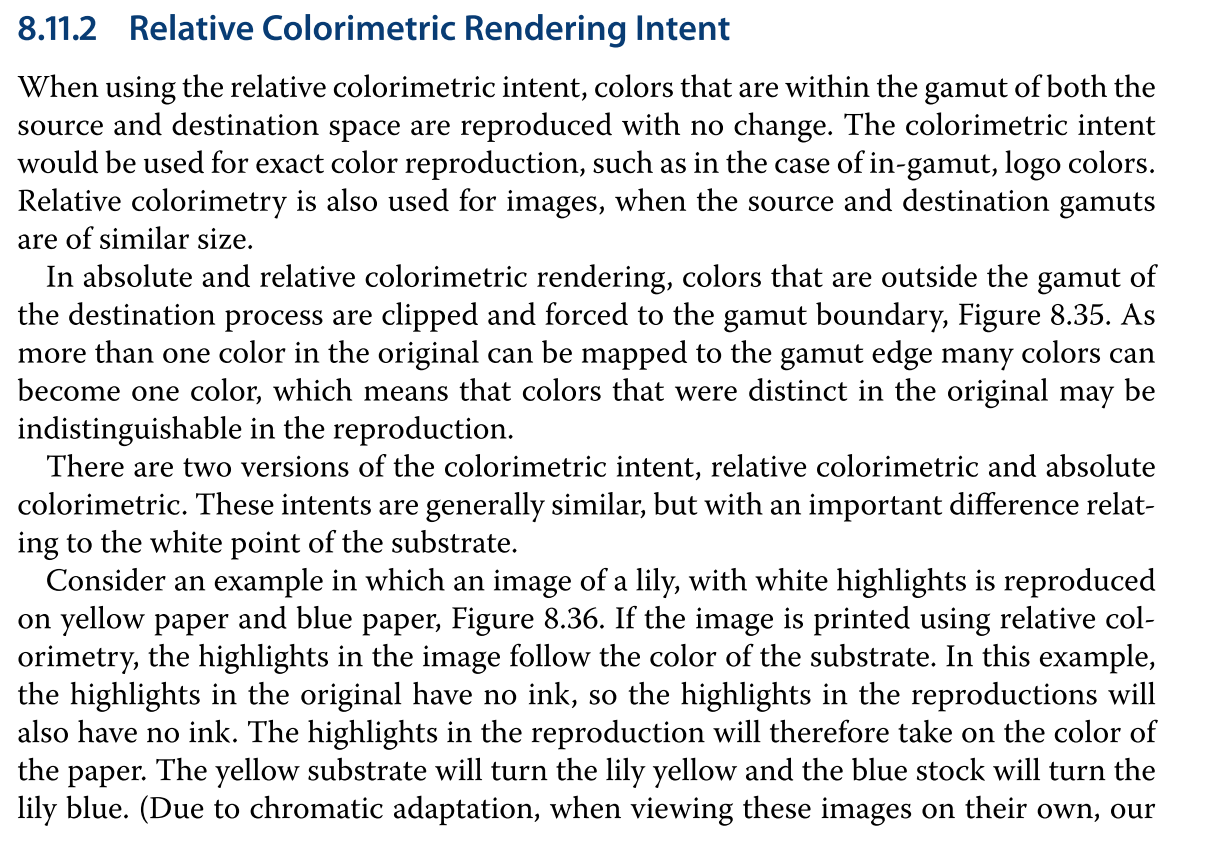 8.11.2 Relative Colorimetric Rendering Intent
When using the relative colorimetric intent, colors that are within the gamut of both the
source and destination space are reproduced with no change. The colorimetric intent
would be used for exact color reproduction, such as in the case of in-gamut, logo colors.
Relative colorimetry is also used for images, when the source and destination gamuts
are of similar size.
In absolute and relative colorimetric rendering, colors that are outside the gamut of
the destination process are clipped and forced to the gamut boundary, Figure 8.35. As
more than one color in the original can be mapped to the gamut edge many colors can
become one color, which means that colors that were distinct in the original may be
indistinguishable in the reproduction.
There are two versions of the colorimetric intent, relative colorimetric and absolute
colorimetric. These intents are generally similar, but with an important difference relat-
ing to the white point of the substrate.
Consider an example in which an image of a lily, with white highlights is reproduced
on yellow paper and blue paper, Figure 8.36. If the image is printed using relative col-
orimetry, the highlights in the image follow the color of the substrate. In this example,
the highlights in the original have no ink, so the highlights in the reproductions will
also have no ink. The highlights in the reproduction will therefore take on the color of
the paper. The yellow substrate will turn the lily yellow and the blue stock will turn the
lily blue. (Due to chromatic adaptation, when viewing these images on their own, our